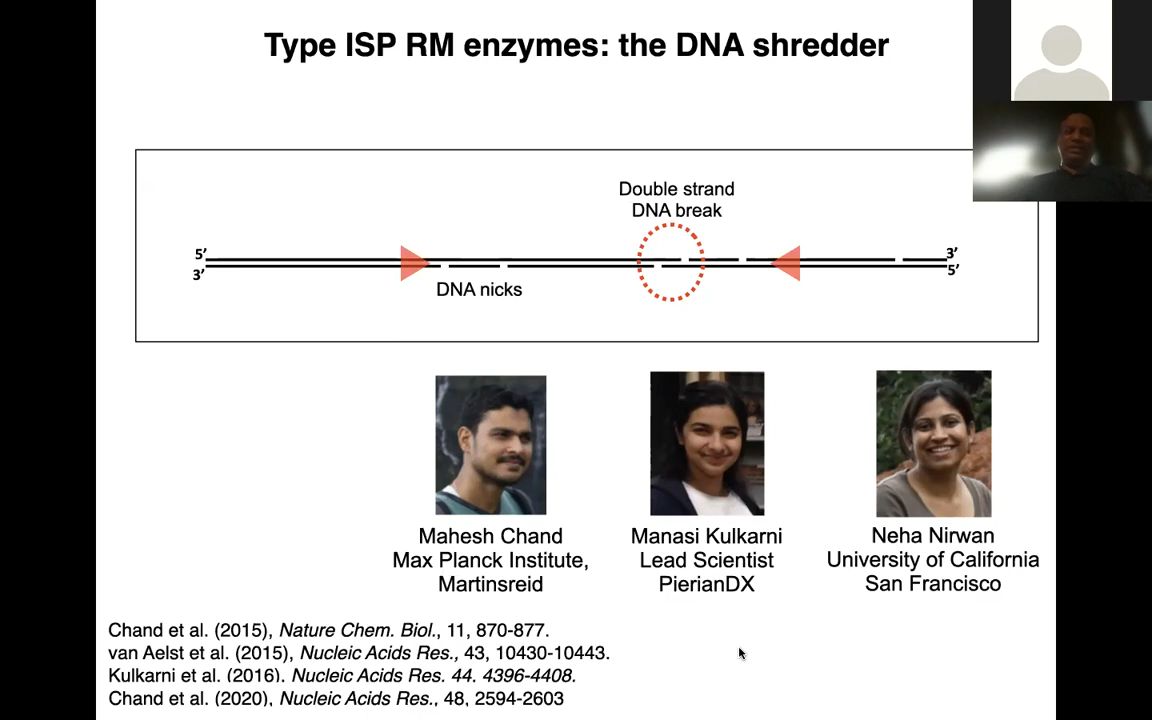 Type ISP RM enzymes: the DNA shredder
Double strand
DNA break
5’
3’
3’
5’
DNA nicks
Mahesh Chand
Max Planck Institute,
Martinsreid
Manasi Kulkarni
Lead Scientist
PierianDX
Neha Nirwan
University of California
San Francisco
Chand et al. (2015), Nature Chem. Biol., 11, 870-877.
van Aelst et al. (2015), Nucleic Acids Res., 43, 10430-10443.
Kulkarni et al. (2016). Nucleic Acids Res. 44. 4396-4408.
Chand et al. (2020), Nucleic Acids Res., 48, 2594-2603